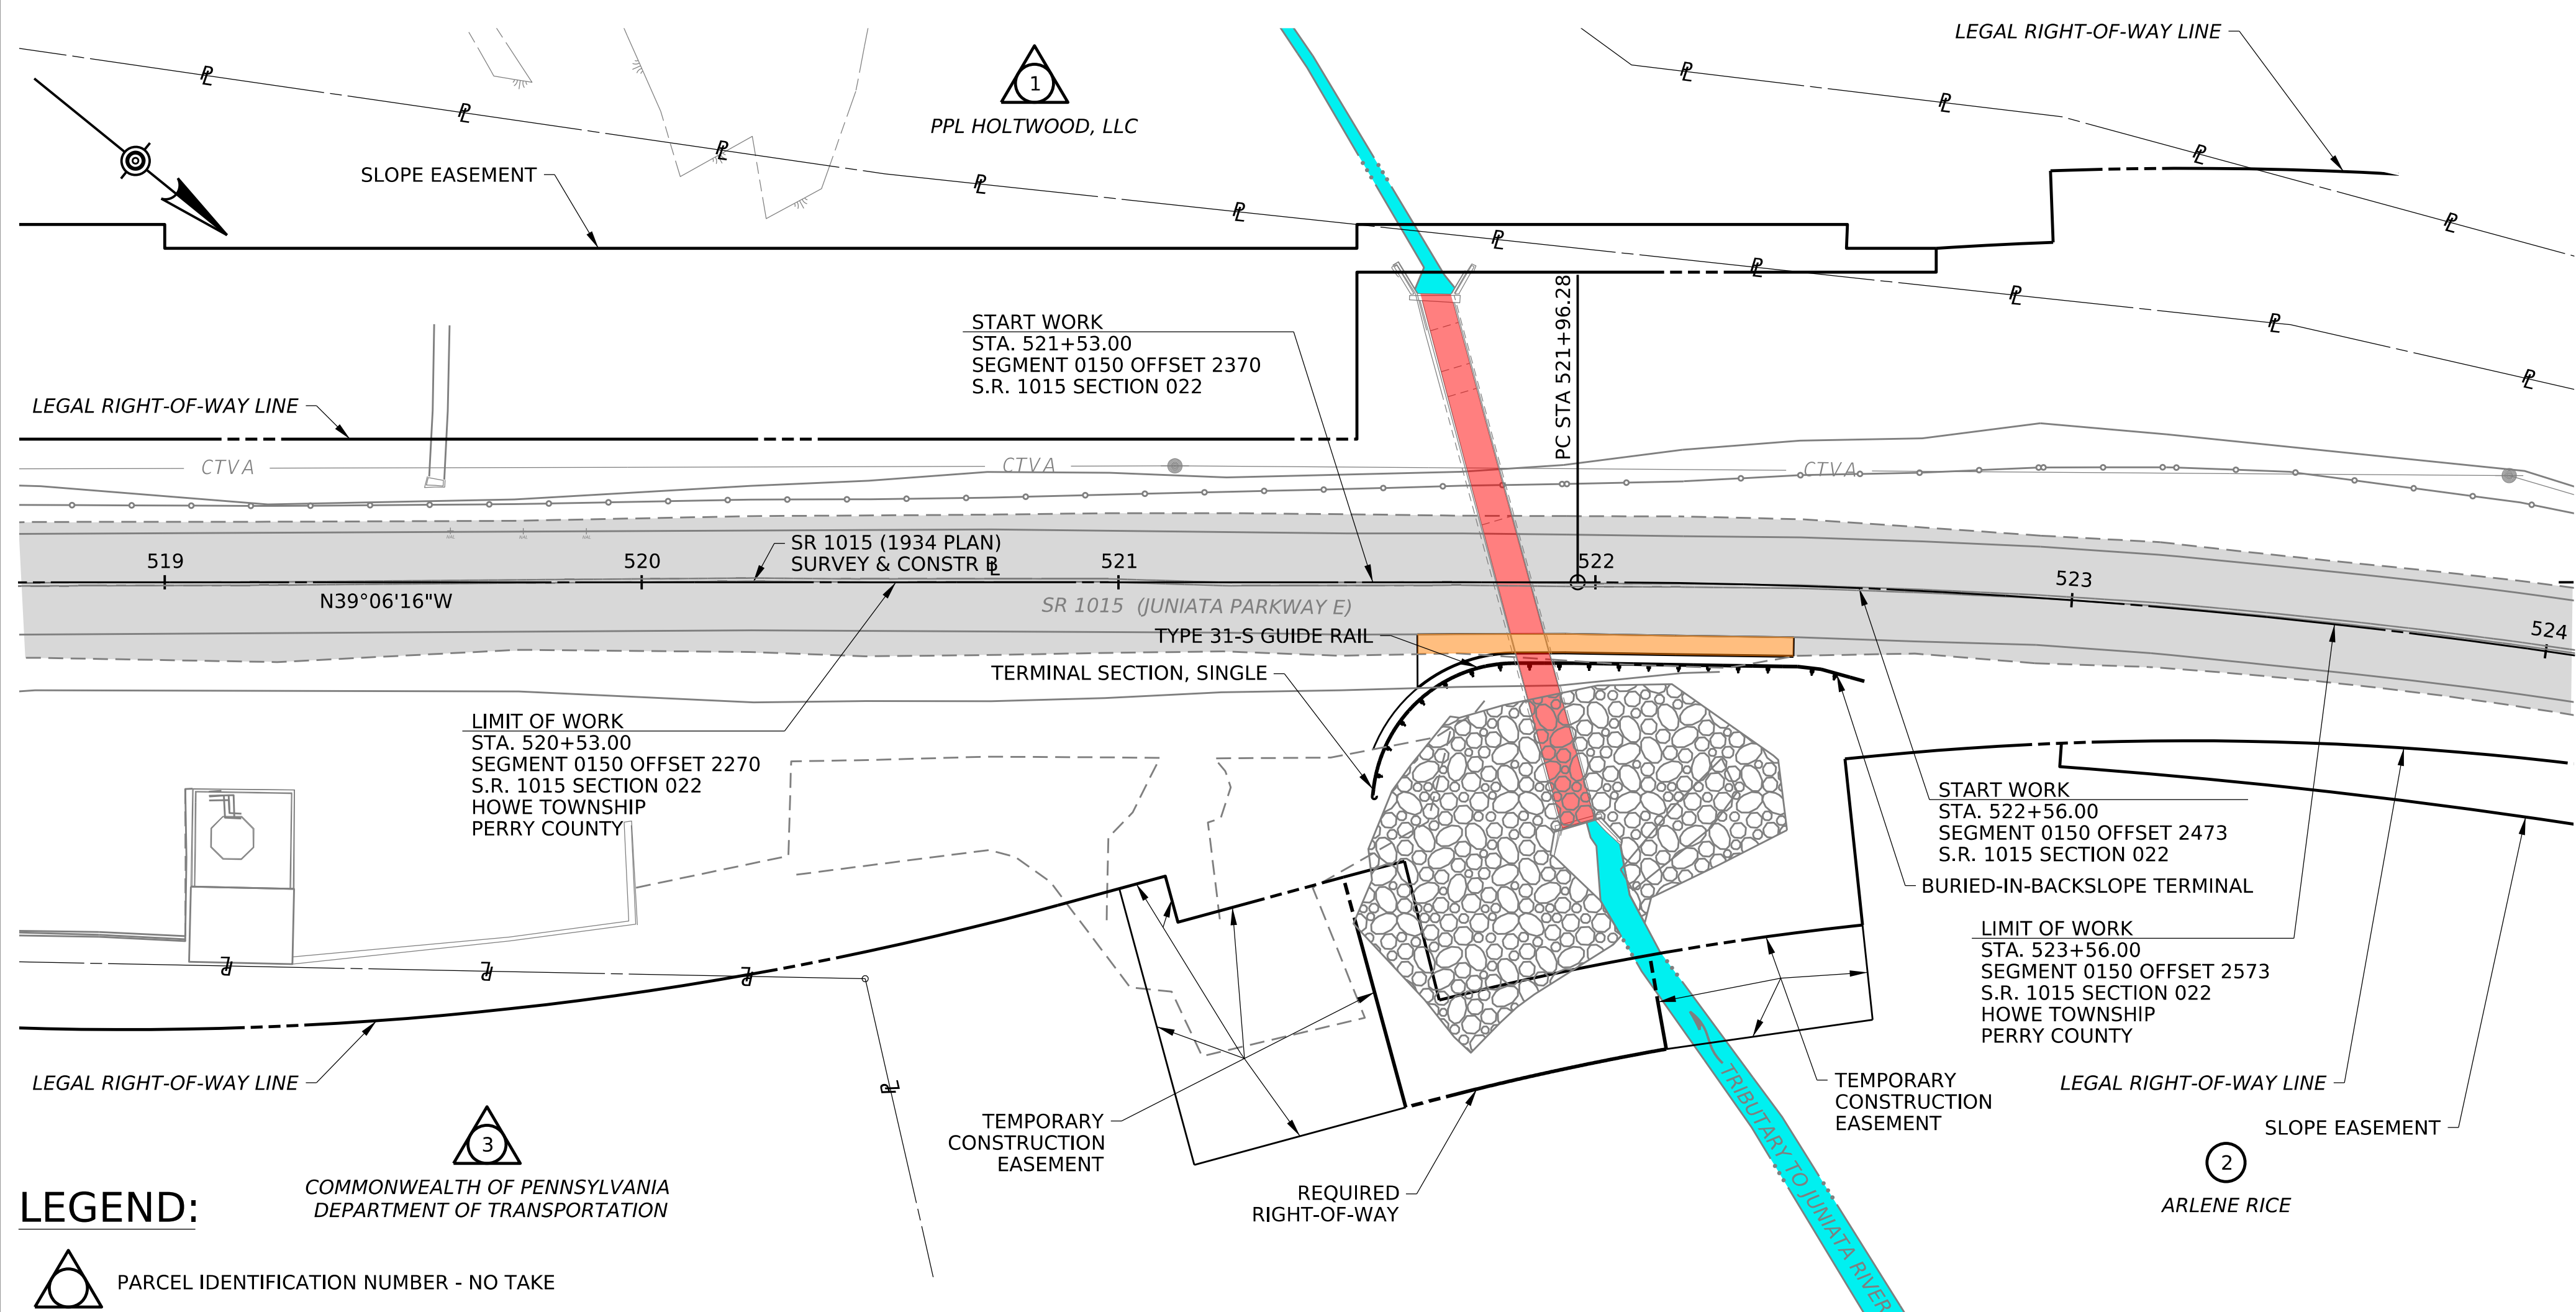 LEGAL RIGHT-OF-WAY LINE
1
PPL HOLTWOOD, LLC
SLOPE EASEMENT
START WORK
STA. 521+53.00
SEGMENT 0150 OFFSET 2370
S.R. 1015 SECTION 022
PC STA 521+96.28
LEGAL RIGHT-OF-WAY LINE
CTVA
CTVA
CTVA
519
520
521
522
523
524
SR 1015 (1934 PLAN)
SURVEY & CONSTR BL
N39°06'16"W
SR 1015 (JUNIATA PARKWAY E)
TYPE 31-S GUIDE RAIL
TERMINAL SECTION, SINGLE
LIMIT OF WORK
STA. 520+53.00
SEGMENT 0150 OFFSET 2270
S.R. 1015 SECTION 022
HOWE TOWNSHIP
PERRY COUNTY
START WORK
STA. 522+56.00
SEGMENT 0150 OFFSET 2473
S.R. 1015 SECTION 022
BURIED-IN-BACKSLOPE TERMINAL
LIMIT OF WORK
STA. 523+56.00
SEGMENT 0150 OFFSET 2573
S.R. 1015 SECTION 022
HOWE TOWNSHIP
PERRY COUNTY
LEGAL RIGHT-OF-WAY LINE
LEGAL RIGHT-OF-WAY LINE
TEMPORARY
CONSTRUCTION
EASEMENT
TEMPORARY
CONSTRUCTION
EASEMENT
SLOPE EASEMENT
REQUIRED
RIGHT-OF-WAY
TRIBUTARY TO JUNIATA RIVER
2
ARLENE RICE
3
COMMONWEALTH OF PENNSYLVANIA
DEPARTMENT OF TRANSPORTATION
LEGEND:
PARCEL IDENTIFICATION NUMBER - NO TAKE